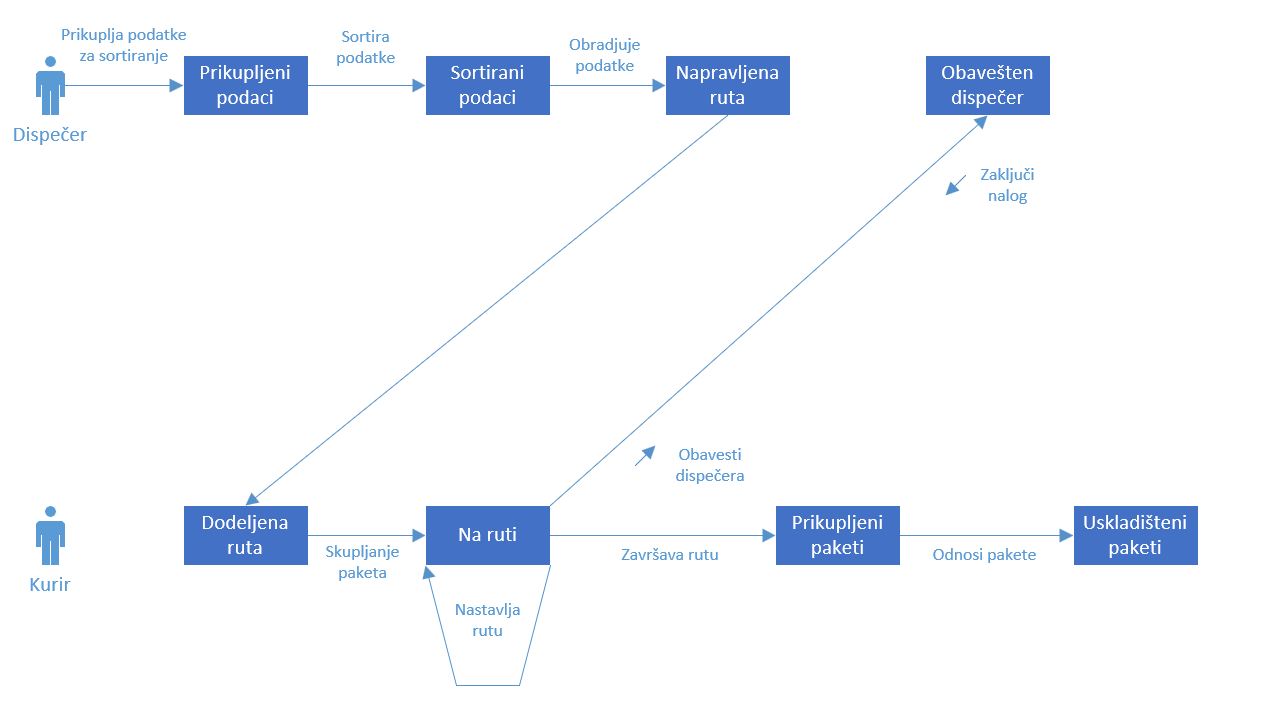 Prikuplja podatke
za sortiranje
Sortira
podatke
Obradjuje
podatke
Prikupljeni
podaci
Sortirani
podaci
Napravljena
ruta
Obavešten
dispečer
Dispečer
Zaključi
nalog
Obavesti
dispečera
Dodeljena
ruta
Skupljanje
paketa
Na ruti
Završava rutu
Prikupljeni
paketi
Odnosi pakete
Uskladišteni
paketi
Kurir
Nastavlja
rutu